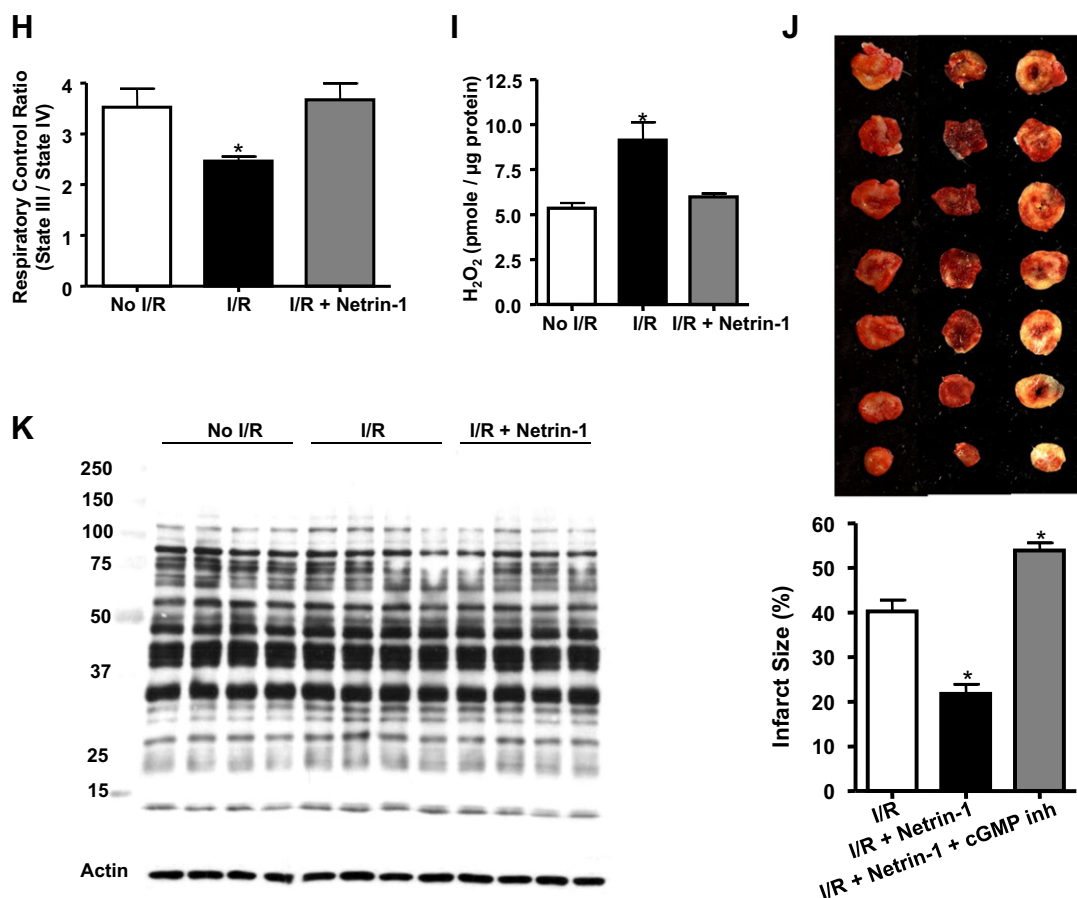 H
Respiratory Control Ratio
(State III / State IV)
4
3
2
1
0
*
No I/R
I/R
I/R + Netrin-1
I
H₂O₂ (pmole / µg protein)
12.5
10.0
7.5
5.0
2.5
0.0
*
No I/R
I/R
I/R + Netrin-1
J
Infarct Size (%)
60
50
40
30
20
10
0
*
*
I/R
I/R + Netrin-1
I/R + Netrin-1 + cGMP inh
K
No I/R
I/R
I/R + Netrin-1
250
150
100
75
50
37
25
15
Actin